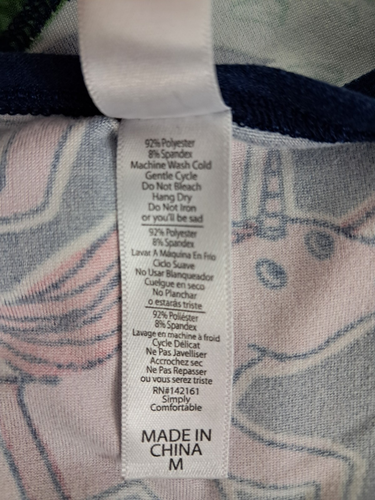 92% Polyester
8% Spandex
Machine Wash Cold
Gentle Cycle
Do Not Bleach
Hang Dry
Do Not Iron
or you'll be sad
92% Polyester
8% Spandex
Lavar A Máquina En Frío
Ciclo Suave
No Usar Blanqueador
Cuelgue en seco
No Planchar
o estarás triste
92% Poliéster
8% Spandex
Lavage en machine à froid
Cycle Délicat
Ne Pas Javelliser
Accrochez sec
Ne Pas Repasser
ou vous serez triste
RN#142161
Simply
Comfortable
MADE IN
CHINA
M